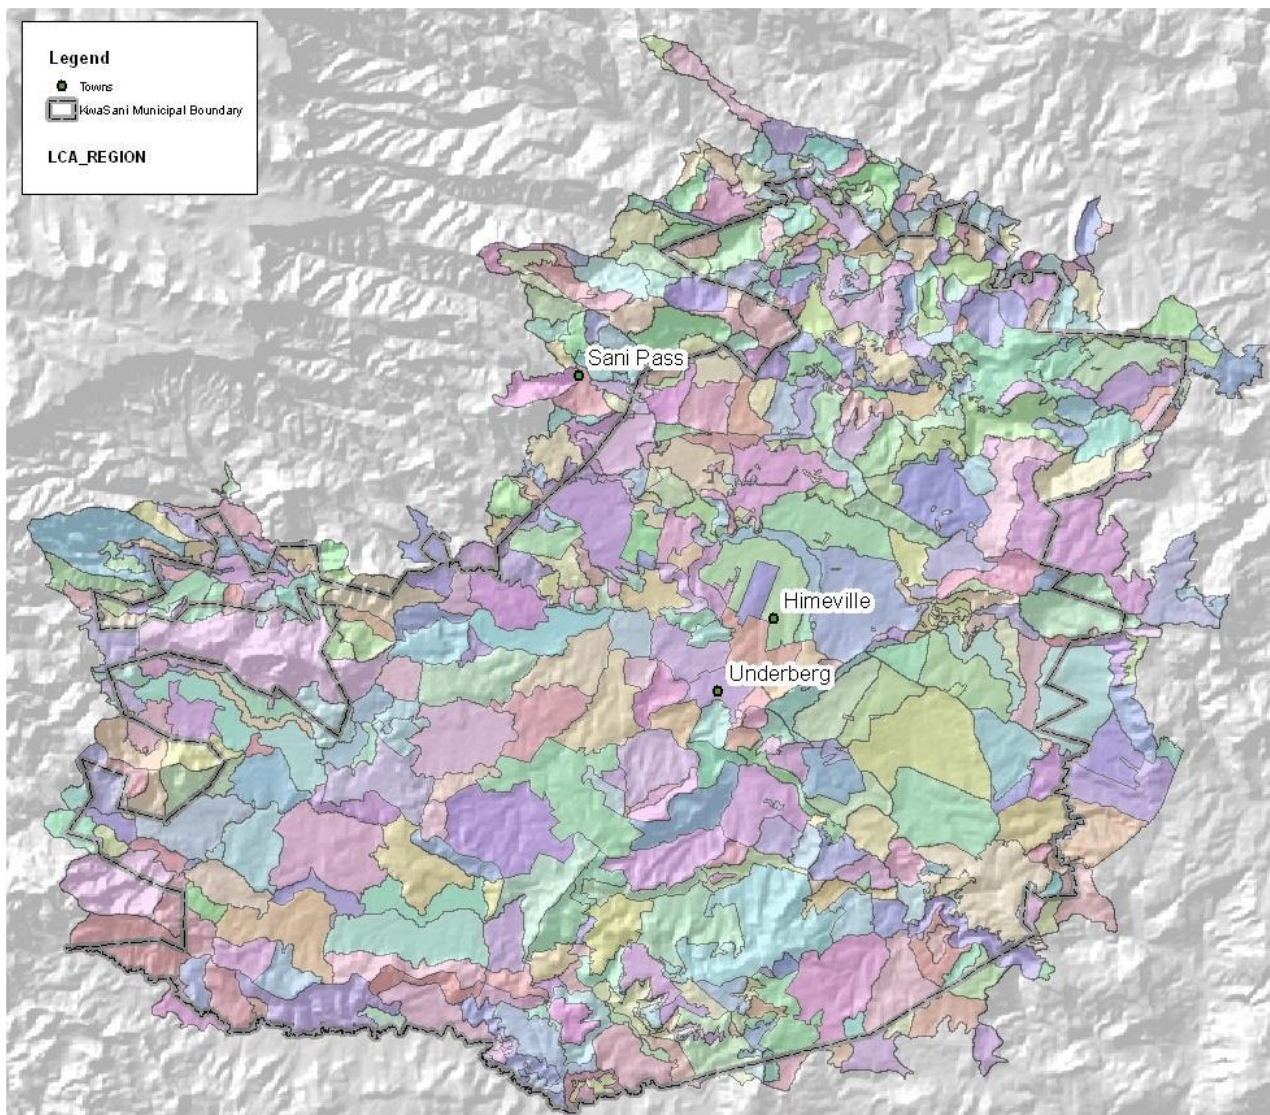 Legend
Towns
KwaSani Municipal Boundary
LCA_REGION
Sani Pass
Himeville
Underberg